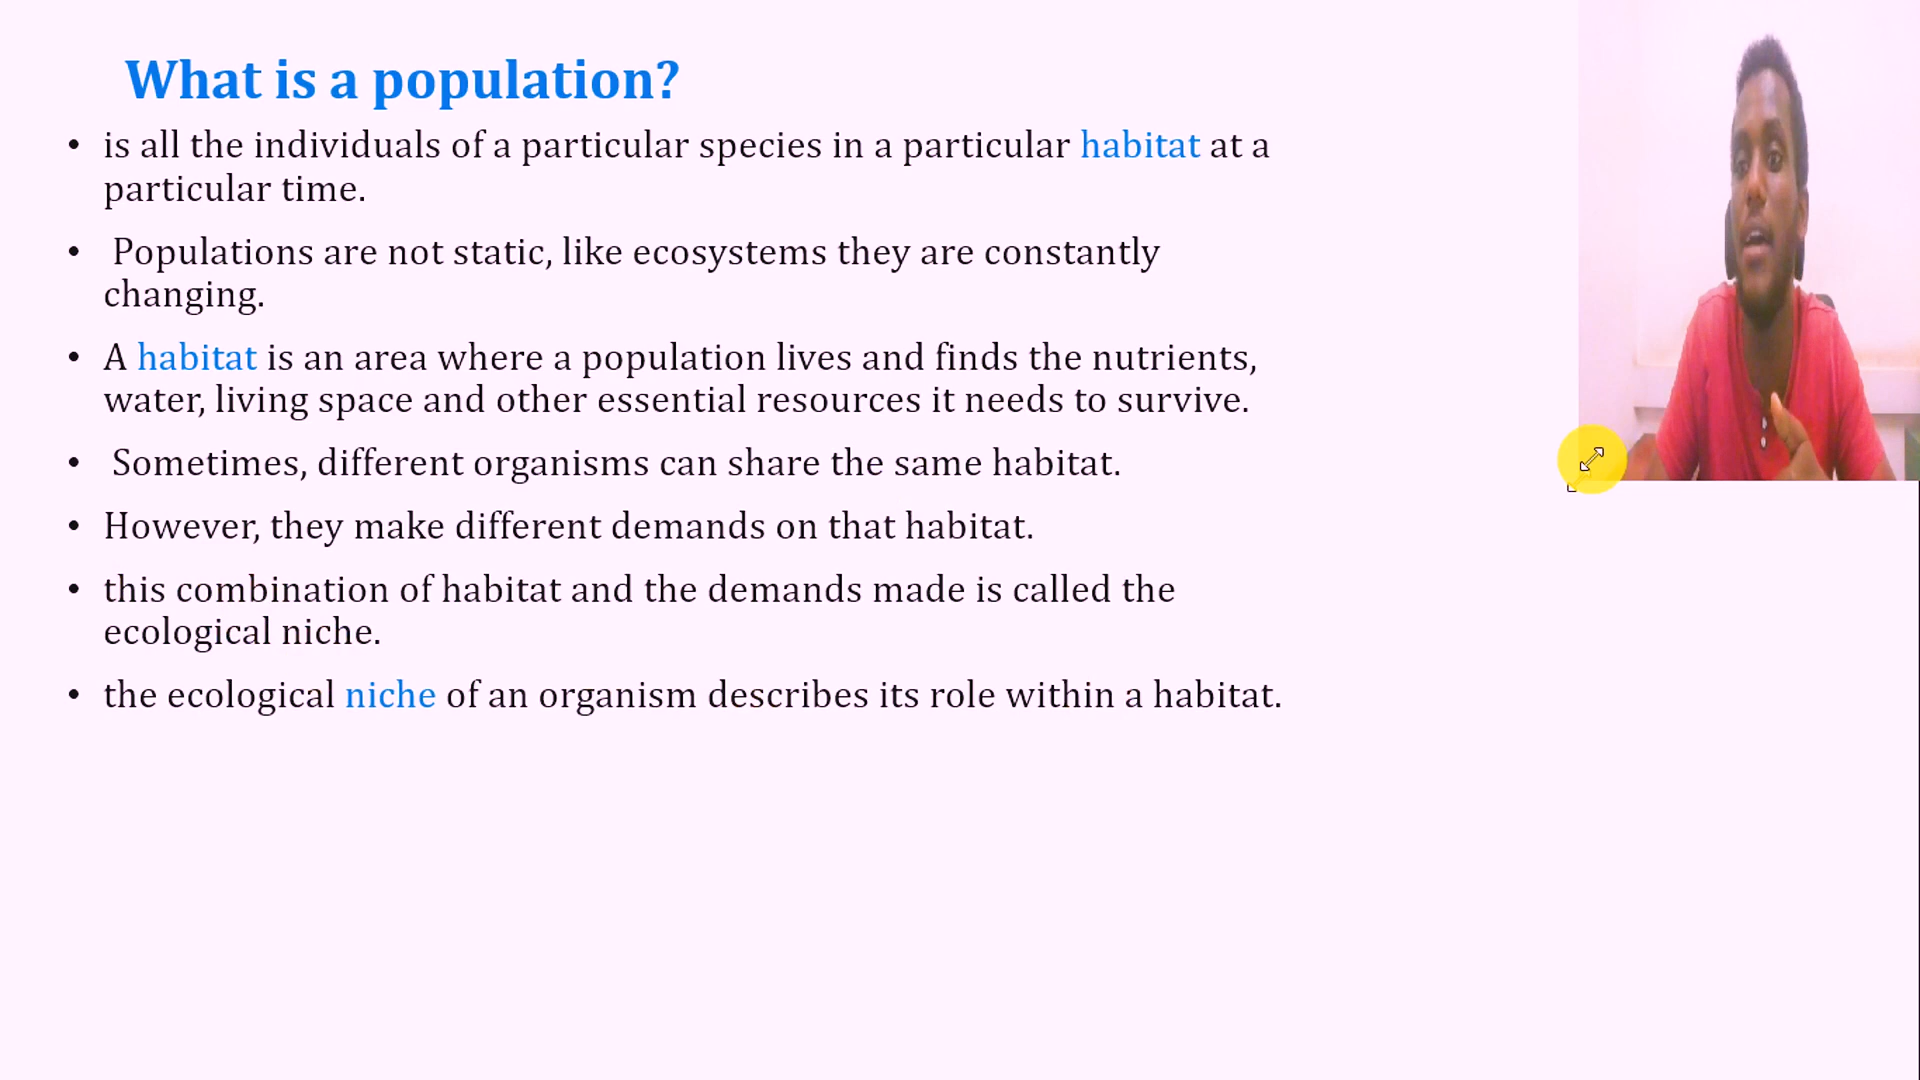 What is a population?
• is all the individuals of a particular species in a particular habitat at a
particular time.
• Populations are not static, like ecosystems they are constantly
changing.
• A habitat is an area where a population lives and finds the nutrients,
water, living space and other essential resources it needs to survive.
• Sometimes, different organisms can share the same habitat.
• However, they make different demands on that habitat.
• this combination of habitat and the demands made is called the
ecological niche.
• the ecological niche of an organism describes its role within a habitat.